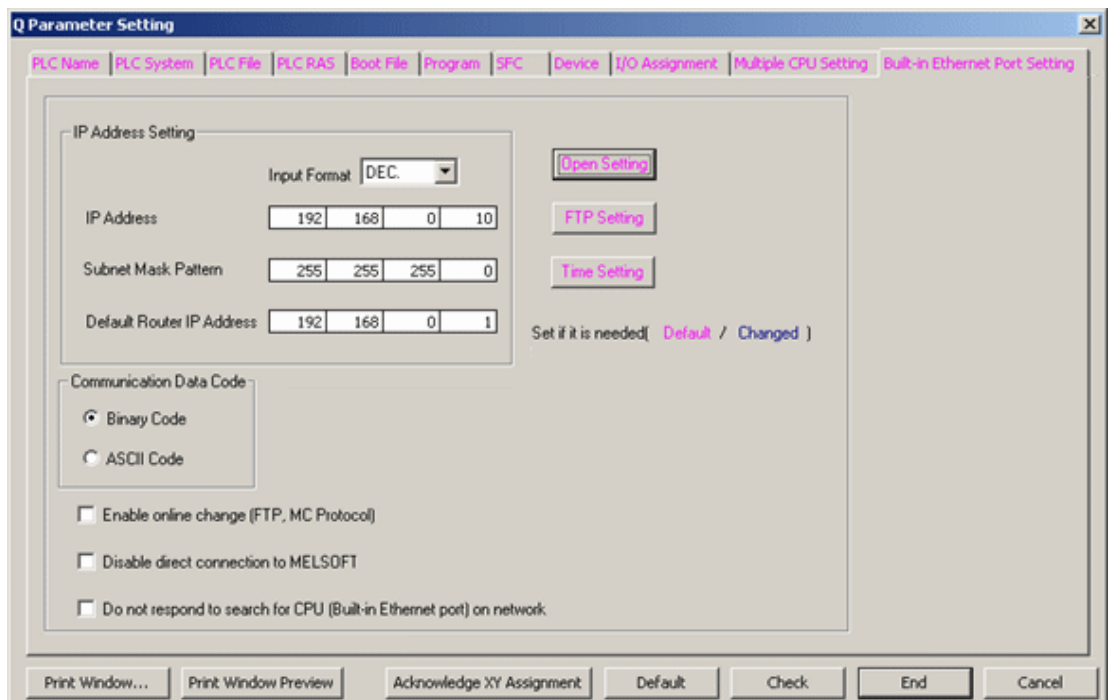 Q Parameter Setting
PLC Name PLC System PLC File PLC RAS Boot File Program SFC Device I/O Assignment Multiple CPU Setting Built-in Ethernet Port Setting
IP Address Setting
Input Format DEC.
IP Address 192 168 0 10
Subnet Mask Pattern 255 255 255 0
Default Router IP Address 192 168 0 1
Open Setting
FTP Setting
Time Setting
Set if it is needed( Default / Changed )
Communication Data Code
Binary Code
ASCII Code
Enable online change (FTP, MC Protocol)
Disable direct connection to MELSOFT
Do not respond to search for CPU (Built-in Ethernet port) on network
Print Window... Print Window Preview Acknowledge XY Assignment Default Check End Cancel